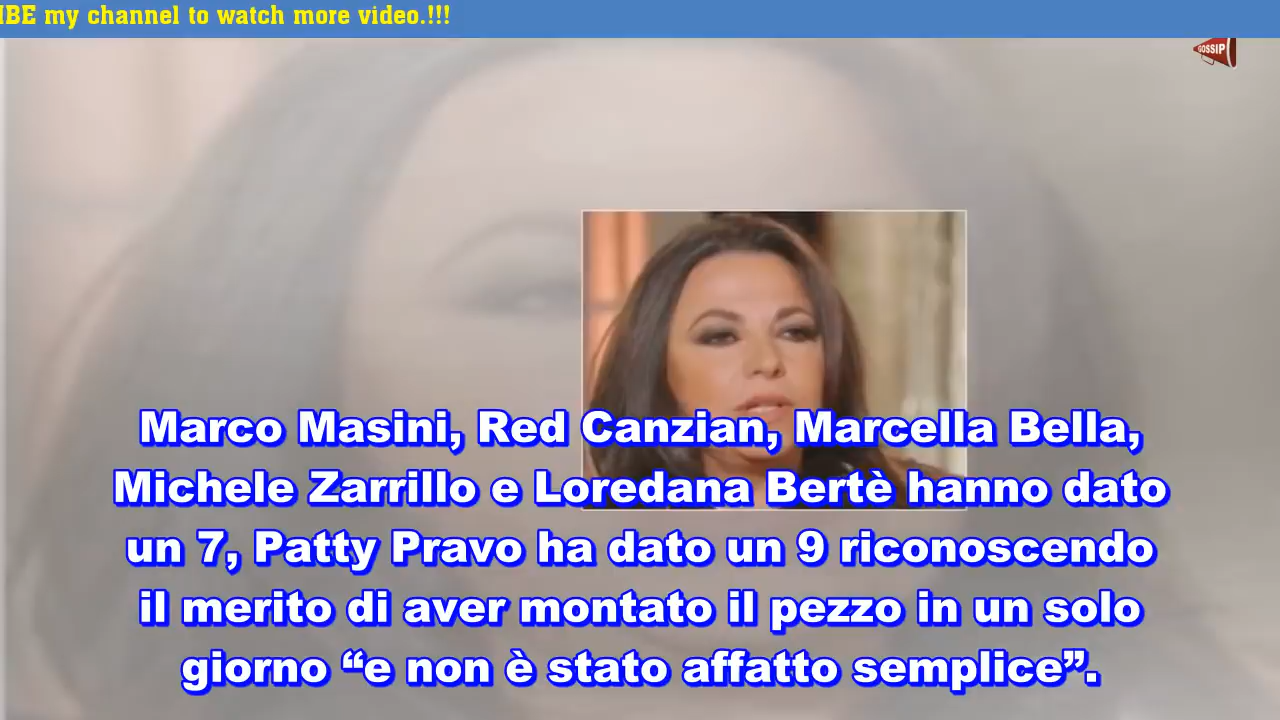 IBE my channel to watch more video.!!!
GOSSIP
Marco Masini, Red Canzian, Marcella Bella,
Michele Zarrillo e Loredana Bertè hanno dato
un 7, Patty Pravo ha dato un 9 riconoscendo
il merito di aver montato il pezzo in un solo
giorno “e non è stato affatto semplice”.